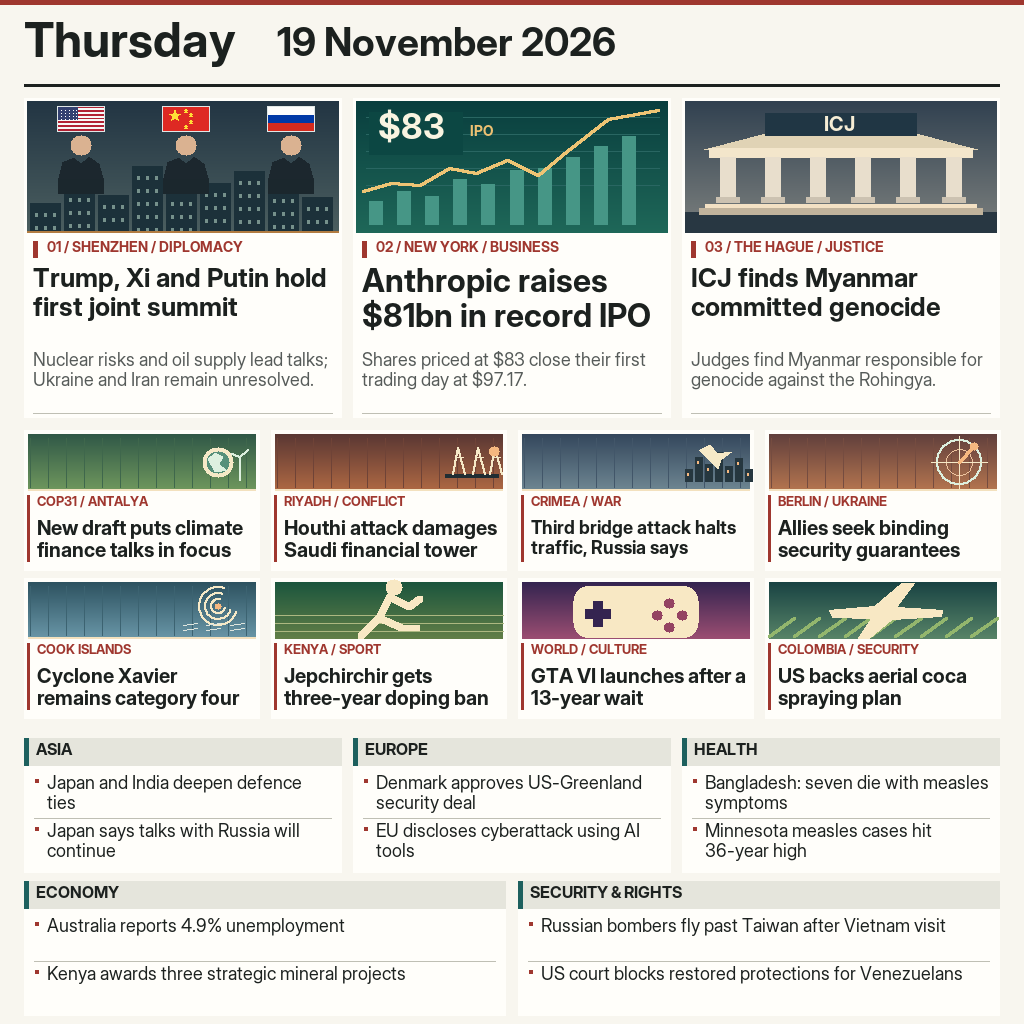 Thursday 19 November 2026
$83 IPO
ICJ
01 / SHENZHEN / DIPLOMACY
Trump, Xi and Putin hold
first joint summit
Nuclear risks and oil supply lead talks;
Ukraine and Iran remain unresolved.
02 / NEW YORK / BUSINESS
Anthropic raises
$81bn in record IPO
Shares priced at $83 close their first
trading day at $97.17.
03 / THE HAGUE / JUSTICE
ICJ finds Myanmar
committed genocide
Judges find Myanmar responsible for
genocide against the Rohingya.
COP31 / ANTALYA
New draft puts climate
finance talks in focus
RIYADH / CONFLICT
Houthi attack damages
Saudi financial tower
CRIMEA / WAR
Third bridge attack halts
traffic, Russia says
BERLIN / UKRAINE
Allies seek binding
security guarantees
COOK ISLANDS
Cyclone Xavier
remains category four
KENYA / SPORT
Jepchirchir gets
three-year doping ban
WORLD / CULTURE
GTA VI launches after a
13-year wait
COLOMBIA / SECURITY
US backs aerial coca
spraying plan
ASIA
Japan and India deepen defence
ties
Japan says talks with Russia will
continue
EUROPE
Denmark approves US-Greenland
security deal
EU discloses cyberattack using AI
tools
HEALTH
Bangladesh: seven die with measles
symptoms
Minnesota measles cases hit
36-year high
ECONOMY
Australia reports 4.9% unemployment
Kenya awards three strategic mineral projects
SECURITY & RIGHTS
Russian bombers fly past Taiwan after Vietnam visit
US court blocks restored protections for Venezuelans